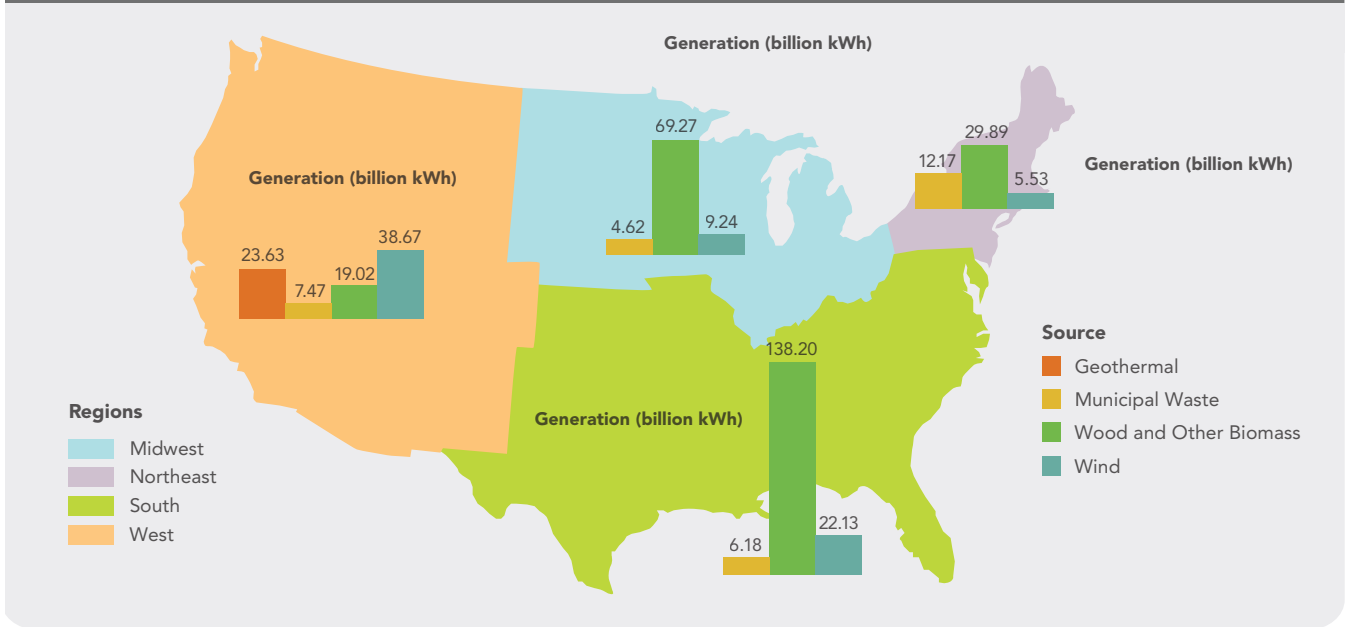 Generation (billion kWh)
69.27
4.62
9.24
29.89
12.17
5.53
Generation (billion kWh)
Generation (billion kWh)
38.67
23.63
7.47
19.02
138.20
Generation (billion kWh)
6.18
22.13
Regions
Midwest
Northeast
South
West
Source
Geothermal
Municipal Waste
Wood and Other Biomass
Wind